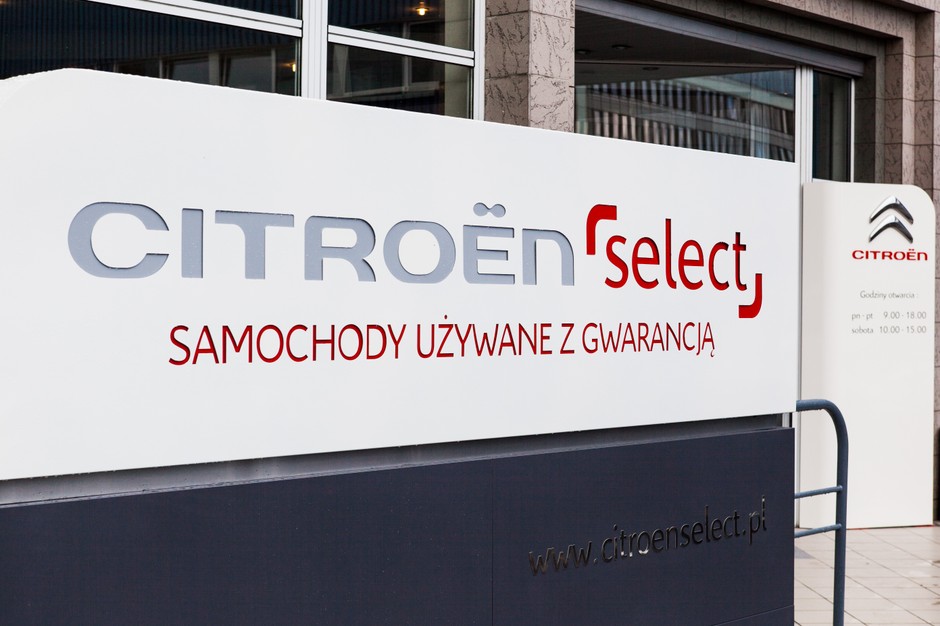 CITROËN select
SAMOCHODY UŻYWANE Z GWARANCJĄ
www.citroenselect.pl
CITROËN
Godziny otwarcia :
pn - pt 9.00 - 18.00
sobota 10.00 - 15.00